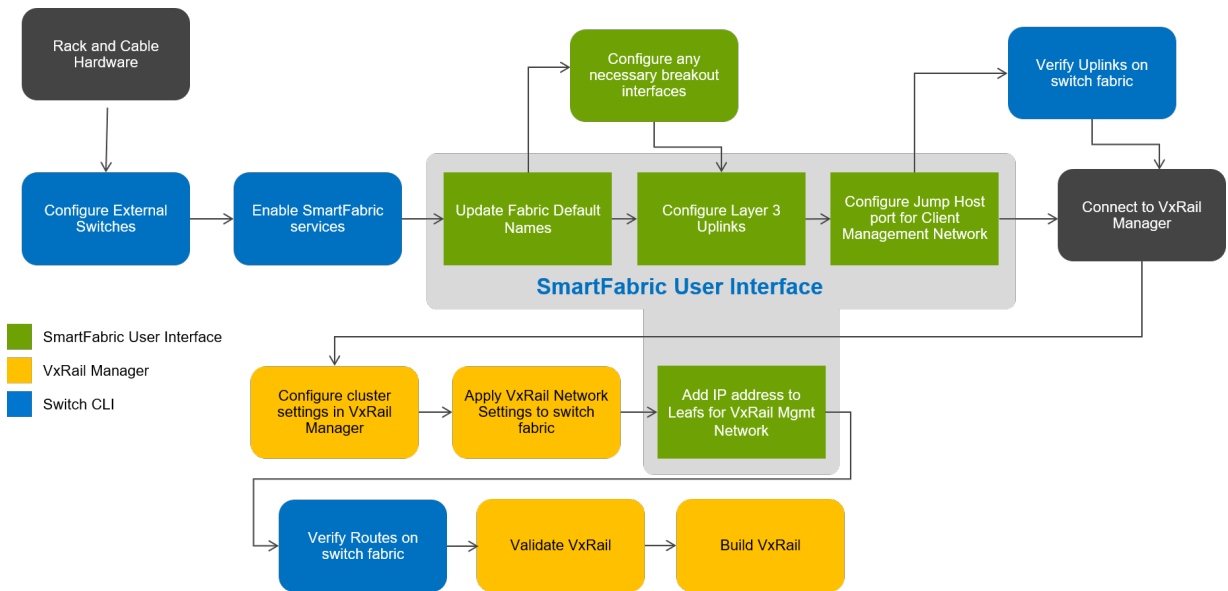 Rack and Cable
Hardware
Configure any
necessary breakout
interfaces
Verify Uplinks on
switch fabric
Configure External
Switches
Enable SmartFabric
services
Update Fabric Default
Names
Configure Layer 3
Uplinks
Configure Jump Host
port for Client
Management Network
Connect to VxRail
Manager
SmartFabric User Interface
SmartFabric User Interface
VxRail Manager
Switch CLI
Configure cluster
settings in VxRail
Manager
Apply VxRail Network
Settings to switch
fabric
Add IP address to
Leafs for VxRail Mgmt
Network
Verify Routes on
switch fabric
Validate VxRail
Build VxRail